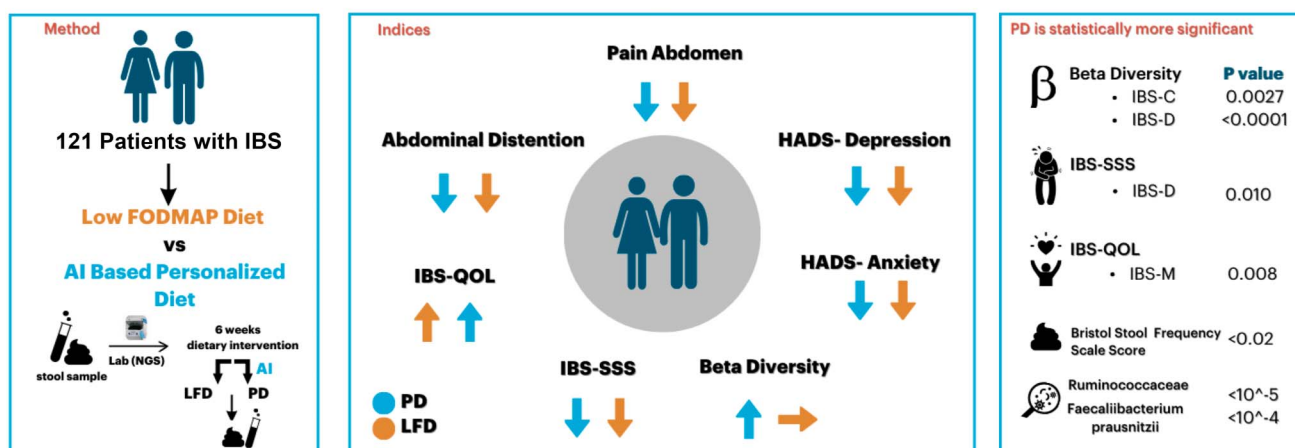 Method
121 Patients with IBS
Low FODMAP Diet
vs
AI Based Personalized
Diet
stool sample
Lab (NGS)
6 weeks
dietary intervention
AI
LFD
PD
Indices
Pain Abdomen
Abdominal Distention
HADS- Depression
IBS-QOL
HADS- Anxiety
IBS-SSS
Beta Diversity
PD
LFD
PD is statistically more significant
β
Beta Diversity P value
• IBS-C 0.0027
• IBS-D <0.0001
IBS-SSS
• IBS-D 0.010
IBS-QOL
• IBS-M 0.008
Bristol Stool Frequency
Scale Score <0.02
Ruminococcaceae <10^-5
Faecaliibacterium <10^-4
prausnitzii